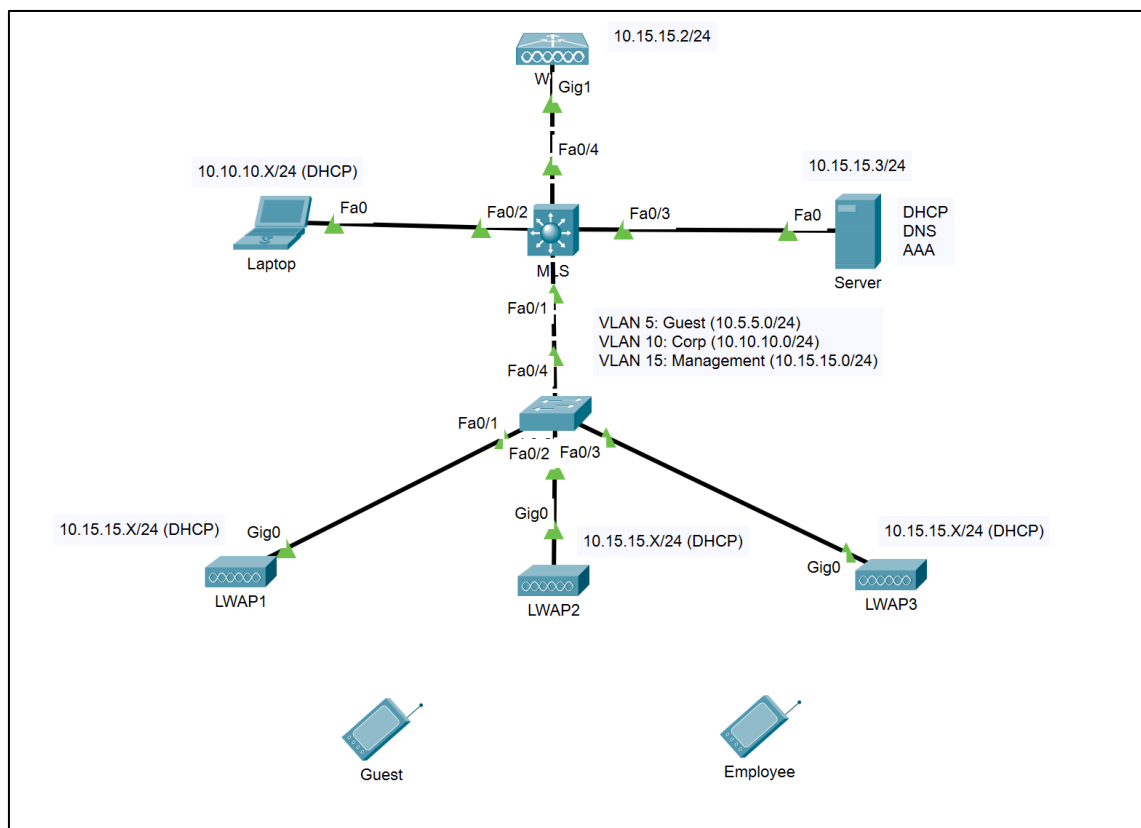 10.15.15.2/24
W
Gig1
Fa0/4
10.10.10.X/24 (DHCP)
10.15.15.3/24
Fa0
Fa0/2
Fa0/3
Fa0
DHCP
DNS
AAA
Laptop
MLS
Server
Fa0/1
VLAN 5: Guest (10.5.5.0/24)
VLAN 10: Corp (10.10.10.0/24)
VLAN 15: Management (10.15.15.0/24)
Fa0/4
Fa0/1
Fa0/2
Fa0/3
10.15.15.X/24 (DHCP)
Gig0
Gig0
10.15.15.X/24 (DHCP)
10.15.15.X/24 (DHCP)
Gig0
LWAP1
LWAP2
LWAP3
Guest
Employee